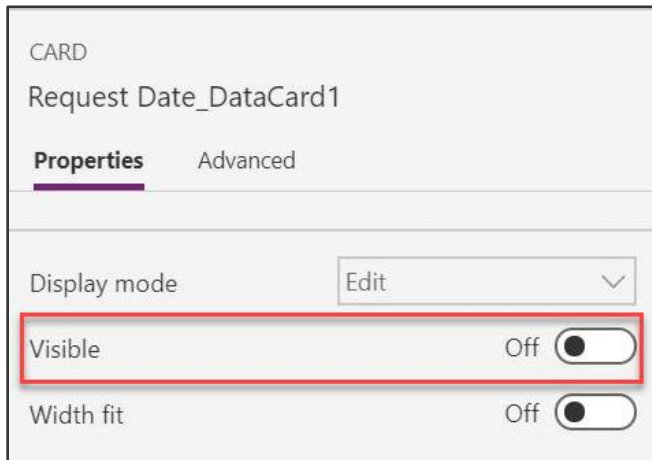 CARD
Request Date_DataCard1
Properties Advanced
Display mode Edit
Visible Off
Width fit Off